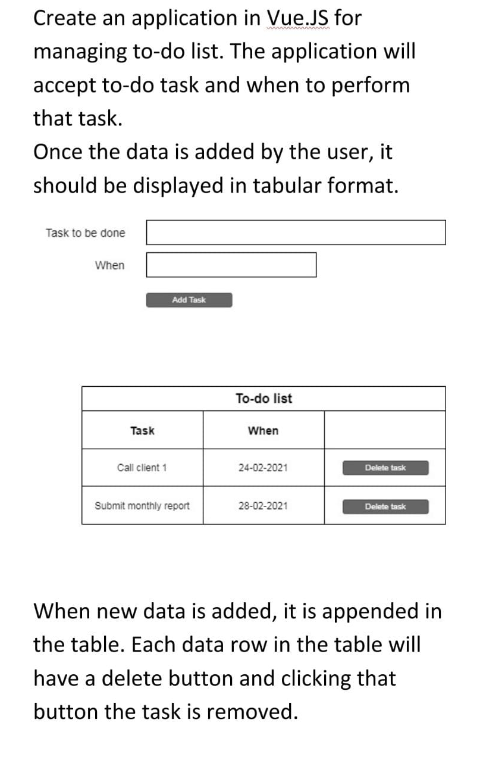 Create an application in Vue.JS for
managing to-do list. The application will
accept to-do task and when to perform
that task.
Once the data is added by the user, it
should be displayed in tabular format.
Task to be done
When
Add Task
To-do list
Task When
Call client 1 24-02-2021 Delete task
Submit monthly report 28-02-2021 Delete task
When new data is added, it is appended in
the table. Each data row in the table will
have a delete button and clicking that
button the task is removed.